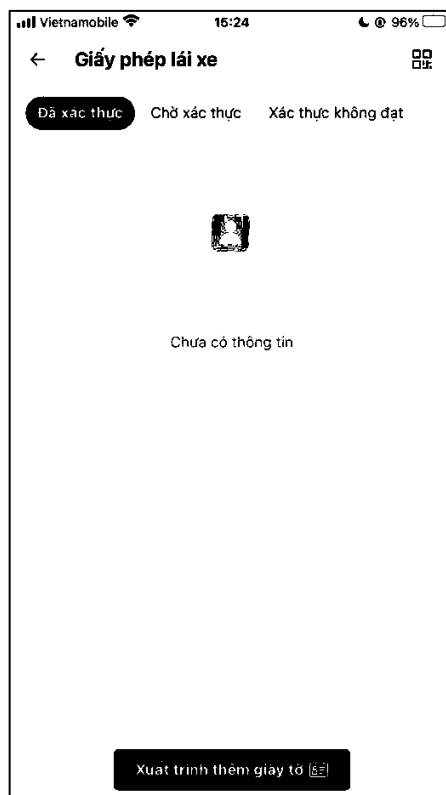 Vietnamobile 15:24 96%
Giấy phép lái xe
Đã xác thực Chờ xác thực Xác thực không đạt
Chưa có thông tin
Xuất trình thêm giấy tờ